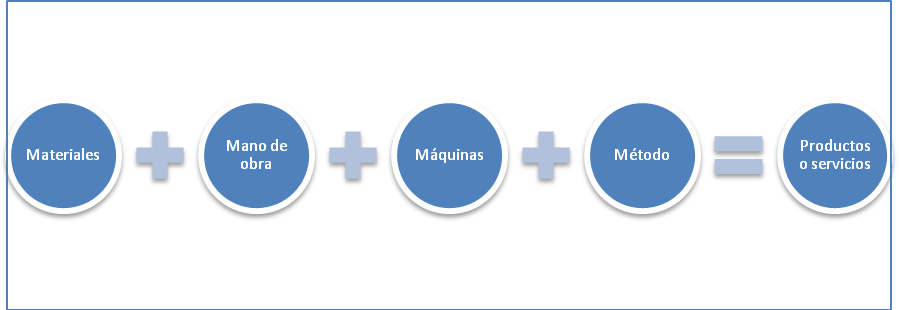 Materiales
Mano de
obra
Máquinas
Método
Productos
o servicios